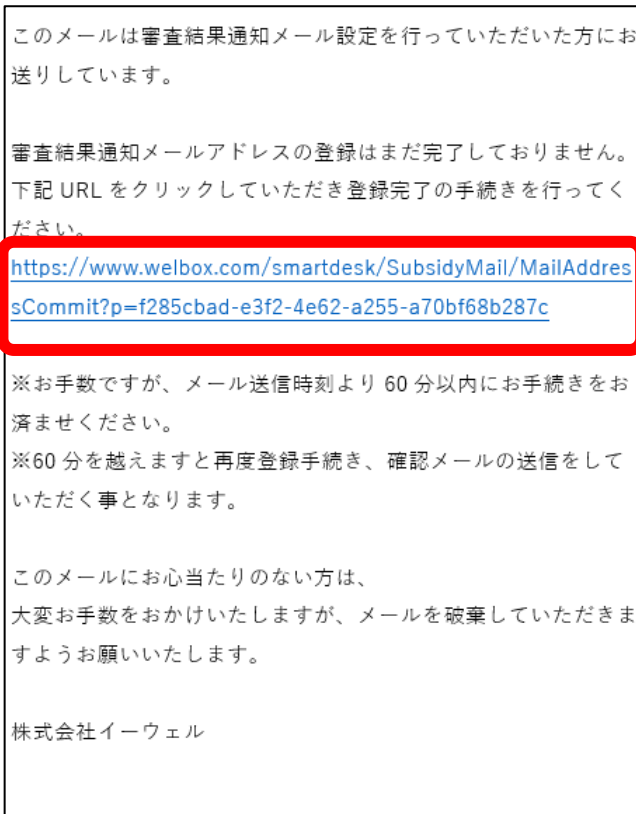 このメールは審査結果通知メール設定を行っていただいた方にお
送りしています。
審査結果通知メールアドレスの登録はまだ完了しておりません。
下記 URL をクリックしていただき登録完了の手続きを行ってく
ださい。
https://www.welbox.com/smartdesk/SubsidyMail/MailAddres
sCommit?p=f285cbad-e3f2-4e62-a255-a70bf68b287c
※お手数ですが、メール送信時刻より 60 分以内にお手続きをお
済ませください。
※60 分を越えますと再度登録手続き、確認メールの送信をして
いただく事となります。
このメールにお心当たりのない方は、
大変お手数をおかけいたしますが、メールを破棄していただきま
すようお願いいたします。
株式会社イーウェル